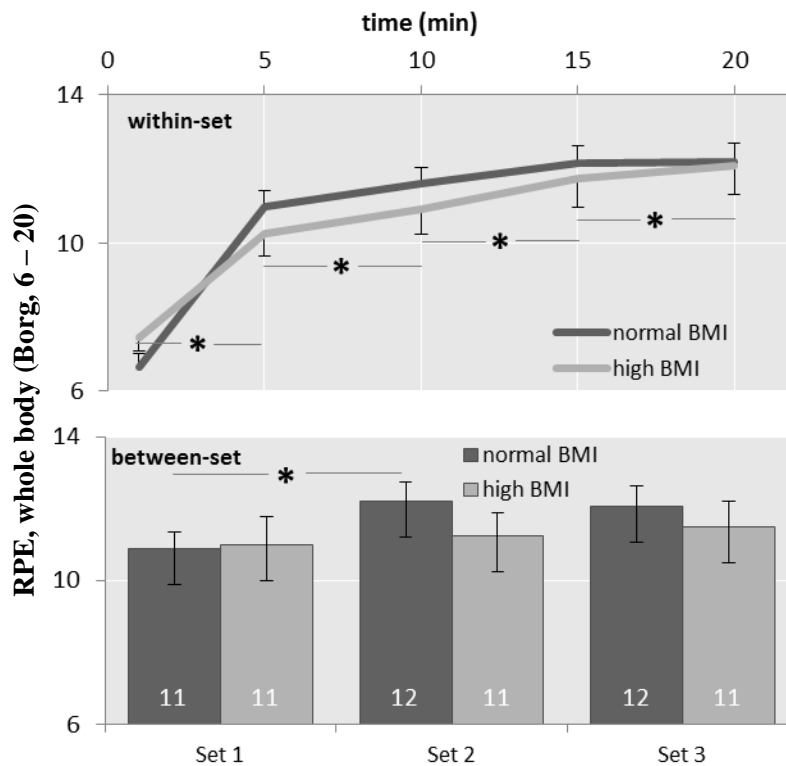 time (min)
0 5 10 15 20
14
within-set
10
6
*
*
*
*
normal BMI
high BMI
RPE, whole body (Borg, 6 – 20)
14
between-set
*
normal BMI
high BMI
10
6
11 11 12 11 12 11
Set 1 Set 2 Set 3